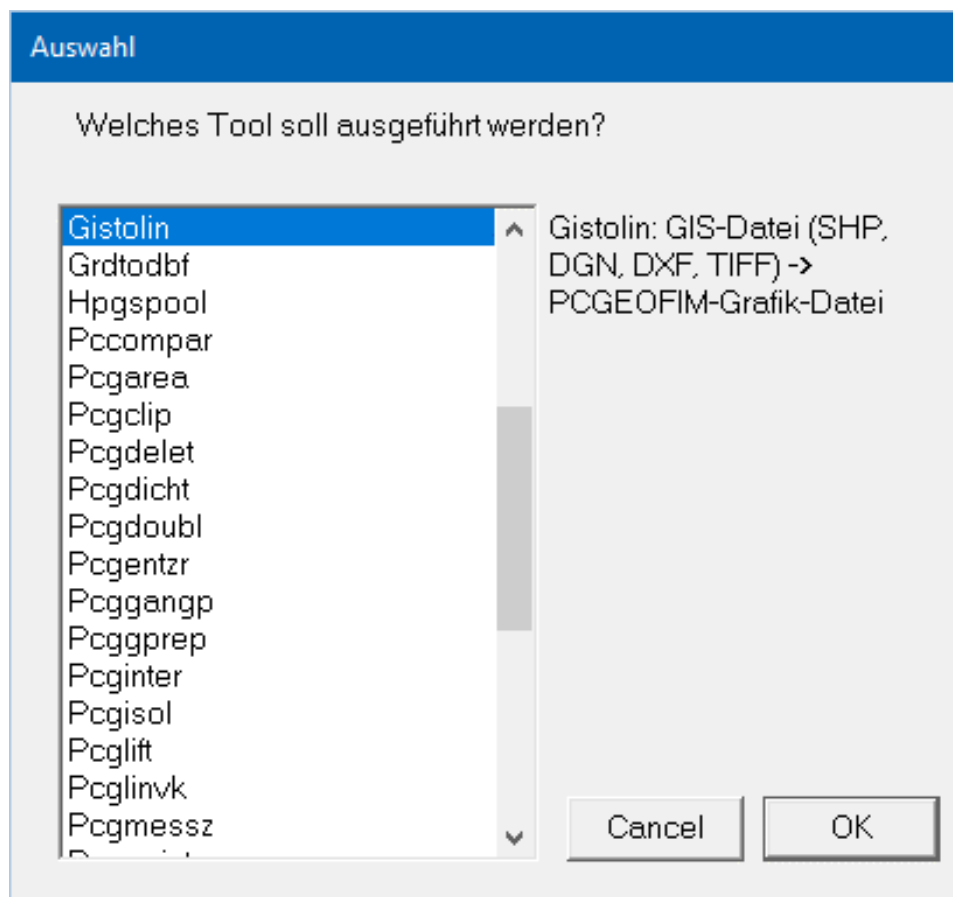 Auswahl
Welches Tool soll ausgeführt werden?
Gistolin
Grdtodbf
Hpgspool
Pccompar
Pcgarea
Pcgclip
Pcgdelet
Pcgdicht
Pcgdoubl
Pcgentzr
Pcggangp
Pcggprep
Pcginter
Pcgisol
Pcglift
Pcglinvk
Pcgmessz
Gistolin: GIS-Datei (SHP,
DGN, DXF, TIFF) ->
PCGEOFIM-Grafik-Datei
Cancel
OK